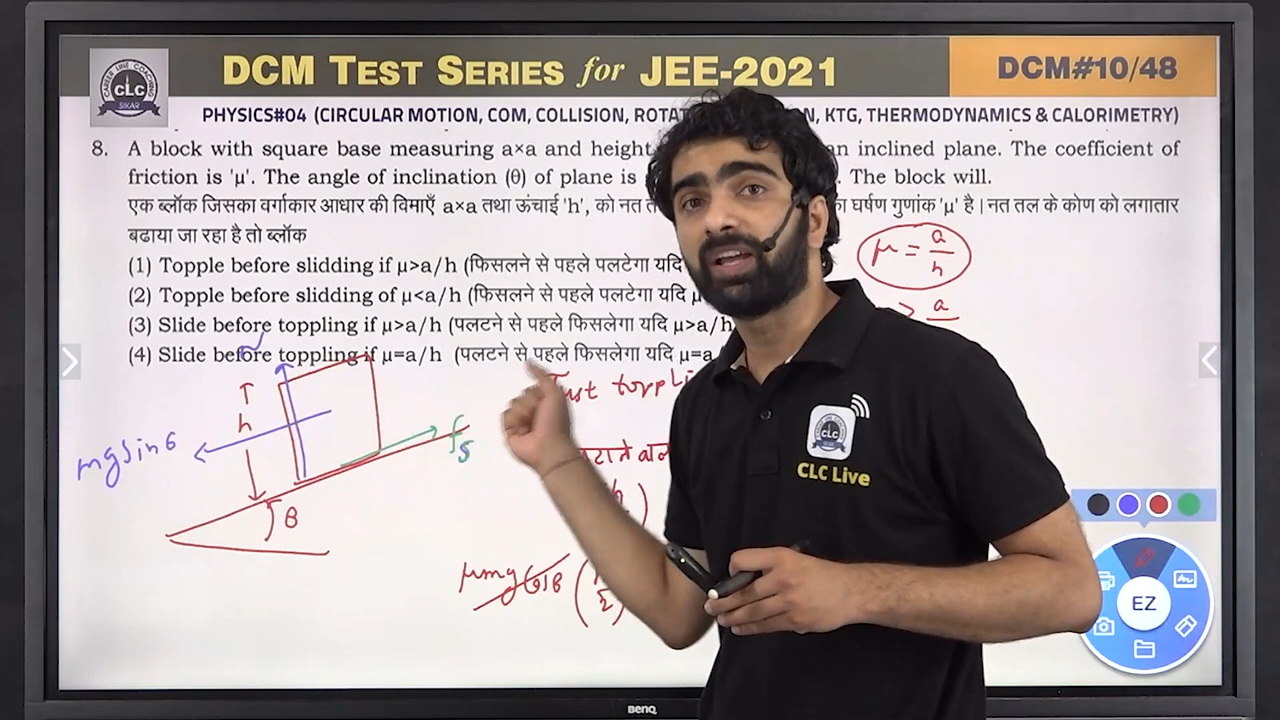 DCM TEST SERIES for JEE-2021
DCM#10/48
CAREER LINE COACHING
CLC
SIKAR
PHYSICS#04 (CIRCULAR MOTION, COM, COLLISION, N, KTG, THERMODYNAMICS & CALORIMETRY)
8. A block with square base measuring a×a and height an inclined plane. The coefficient of
friction is 'μ'. The angle of inclination (θ) of plane is The block will.
एक ब्लॉक जिसका वर्गाकार आधार की विमाएँ a×a तथा ऊंचाई 'h', को नत घर्षण गुणांक 'μ' है | नत तल के कोण को लगातार
बढाया जा रहा है तो ब्लॉक
(1) Topple before slidding if μ>a/h (फिसलने से पहले पलटेगा यदि
(2) Topple before slidding of μ<a/h (फिसलने से पहले पलटेगा यदि
(3) Slide before toppling if μ>a/h (पलटने से पहले फिसलेगा यदि μ>a/h
(4) Slide before toppling if μ=a/h (पलटने से पहले फिसलेगा यदि μ=a
μ = a/h
> a
h
mgsinθ
fs
θ
μmg
CLC
CLC Live
EZ
BenQ